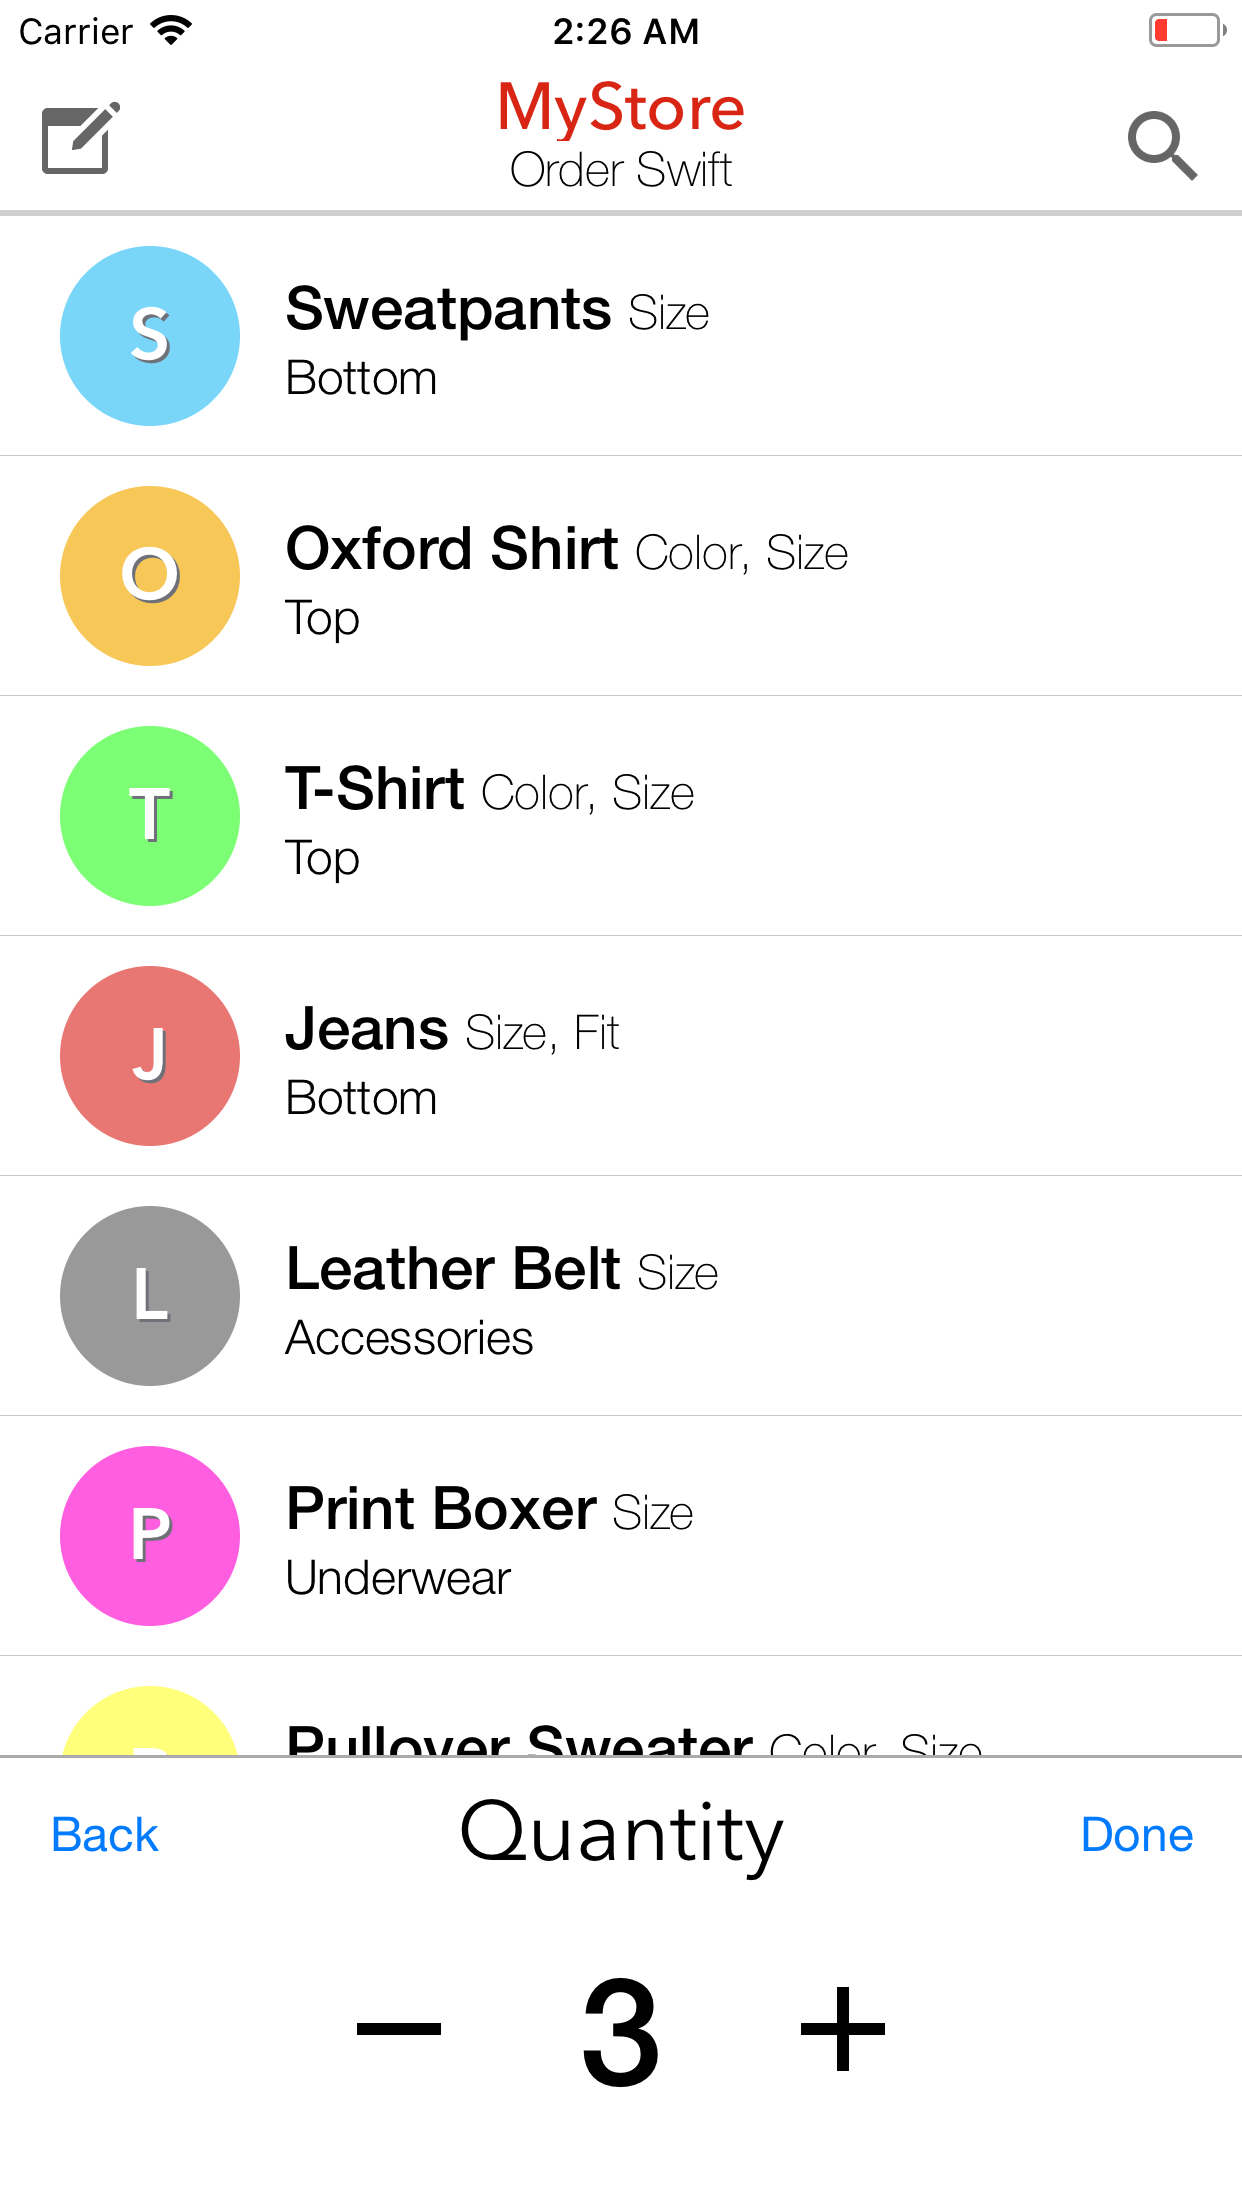 Carrier 2:26 AM
MyStore
Order Swift
S
Sweatpants Size
Bottom
O
Oxford Shirt Color, Size
Top
T
T-Shirt Color, Size
Top
J
Jeans Size, Fit
Bottom
L
Leather Belt Size
Accessories
P
Print Boxer Size
Underwear
P
Pullover Sweater Color, Size
Back Quantity Done
3